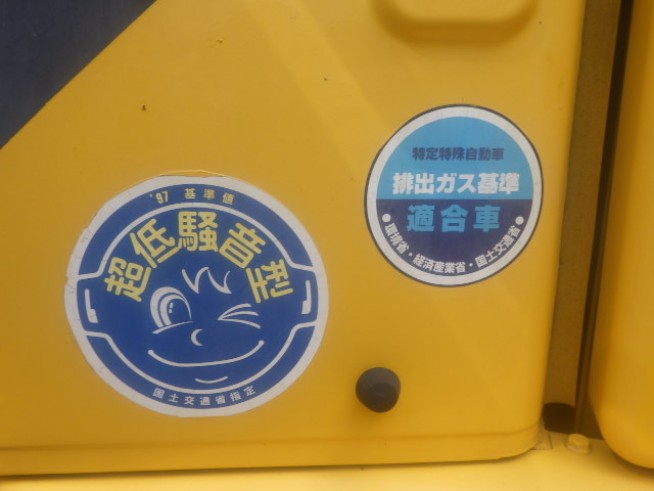 '97 基準値
超低騒音型
国土交通省指定
特定特殊自動車
排出ガス基準
適合車
●環境省・経済産業省・国土交通省●